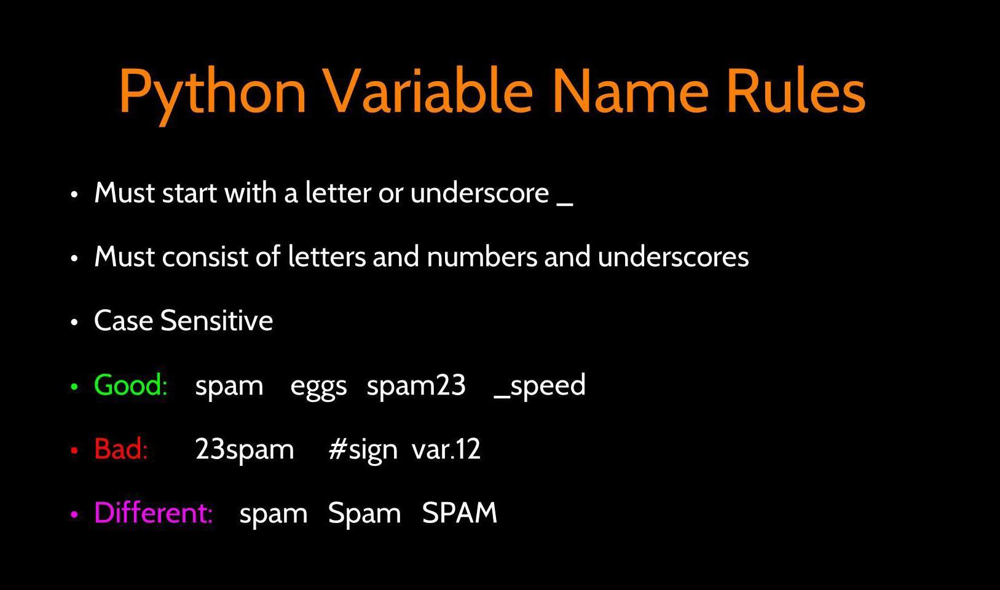 Python Variable Name Rules
• Must start with a letter or underscore _
• Must consist of letters and numbers and underscores
• Case Sensitive
• Good: spam eggs spam23 _speed
• Bad: 23spam #sign var.12
• Different: spam Spam SPAM